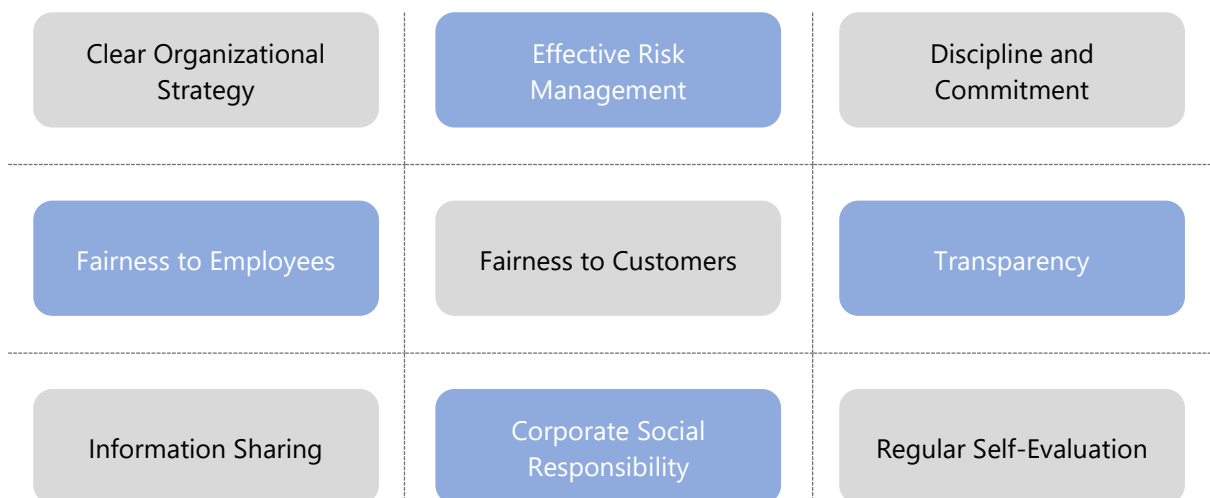 Clear Organizational
Strategy
Effective Risk
Management
Discipline and
Commitment
Fairness to Employees
Fairness to Customers
Transparency
Information Sharing
Corporate Social
Responsibility
Regular Self-Evaluation